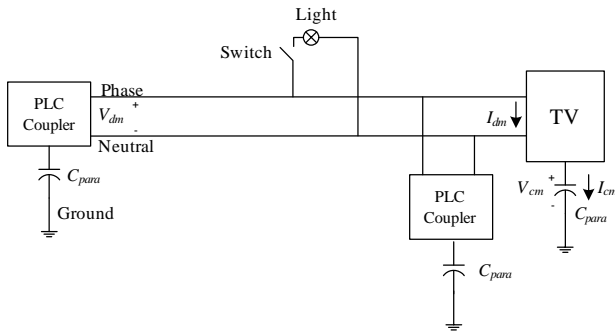 Light
Switch
Phase
PLC
Coupler
V_dm
+
-
Neutral
C_para
Ground
I_dm
TV
PLC
Coupler
C_para
V_cm
+
-
I_cm
C_para